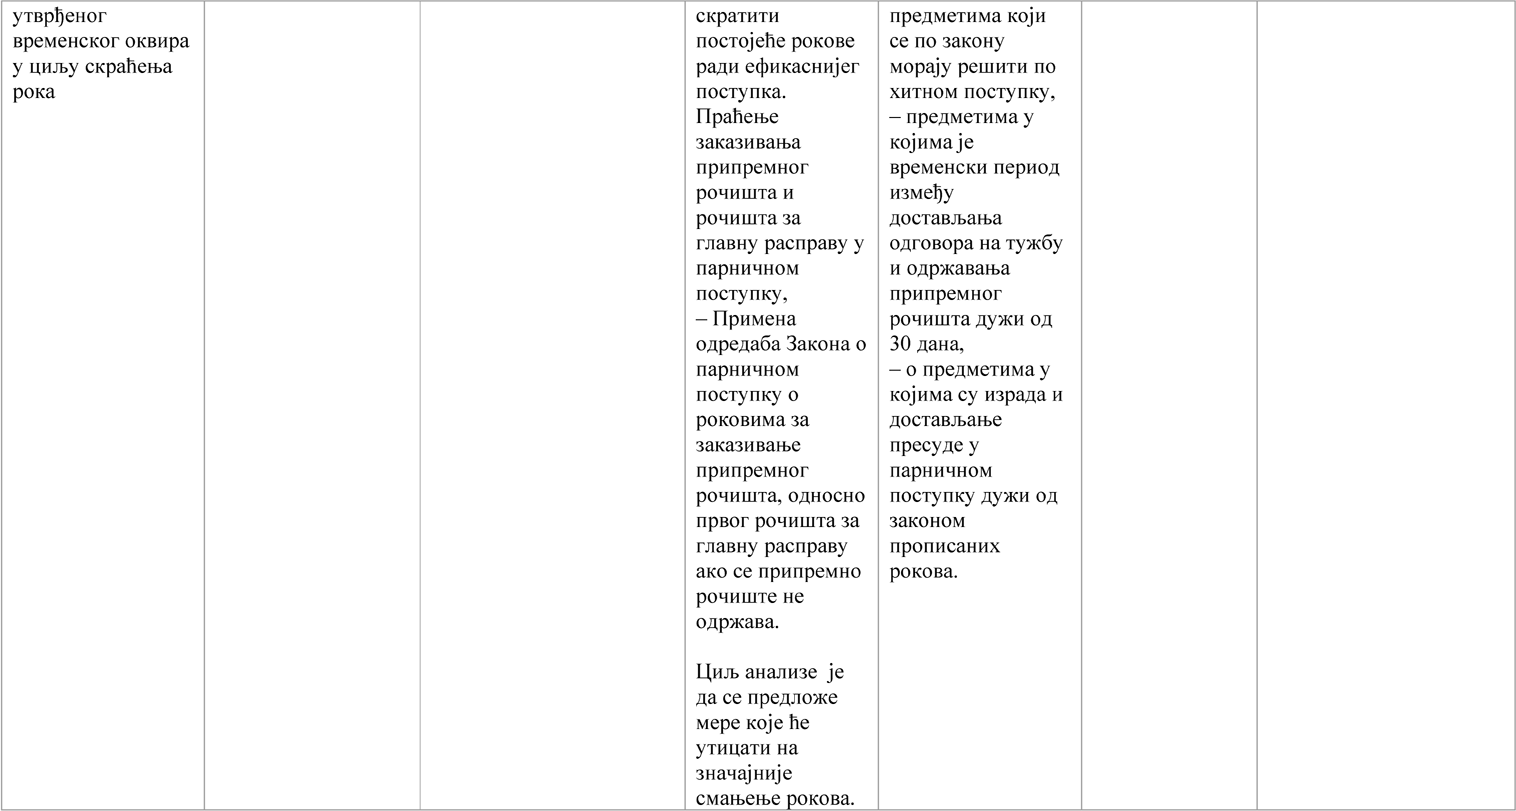 утврђеног
временског оквира
у циљу скраћења
рока
скратити
постојеће рокове
ради ефикаснијег
поступка.
Праћење
заказивања
припремног
рочишта и
рочишта за
главну расправу у
парничном
поступку,
– Примена
одредаба Закона о
парничном
поступку о
роковима за
заказивање
припремног
рочишта, односно
првог рочишта за
главну расправу
ако се припремно
рочиште не
одржава.
Циљ анализе  је
да се предложе
мере које ће
утицати на
значајније
смањење рокова.
предметима који
се по закону
морају решити по
хитном поступку,
– предметима у
којима је
временски период
између
достављања
одговора на тужбу
и одржавања
припремног
рочишта дужи од
30 дана,
– о предметима у
којима су израда и
достављање
пресуде у
парничном
поступку дужи од
законом
прописаних
рокова.